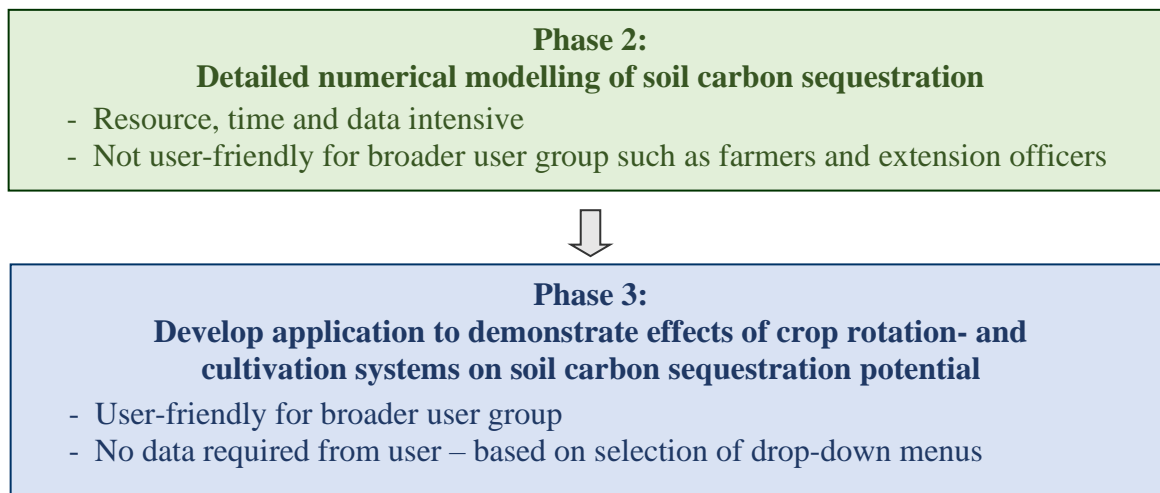 Phase 2:
Detailed numerical modelling of soil carbon sequestration
- Resource, time and data intensive
- Not user-friendly for broader user group such as farmers and extension officers
Phase 3:
Develop application to demonstrate effects of crop rotation- and
cultivation systems on soil carbon sequestration potential
- User-friendly for broader user group
- No data required from user – based on selection of drop-down menus